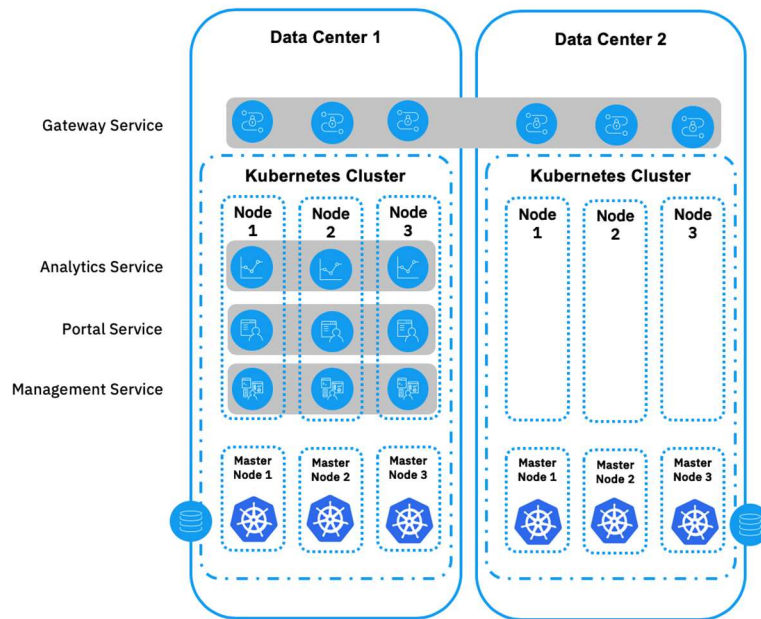 Data Center 1
Data Center 2
Gateway Service
Kubernetes Cluster
Kubernetes Cluster
Node
1
Node
2
Node
3
Node
1
Node
2
Node
3
Analytics Service
Portal Service
Management Service
Master
Node 1
Master
Node 2
Master
Node 3
Master
Node 1
Master
Node 2
Master
Node 3